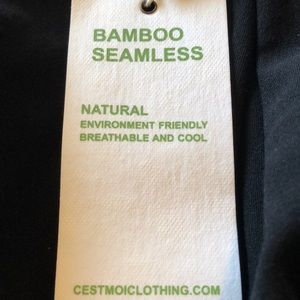 BAMBOO
SEAMLESS
NATURAL
ENVIRONMENT FRIENDLY
BREATHABLE AND COOL
CESTMOICLOTHING.COM